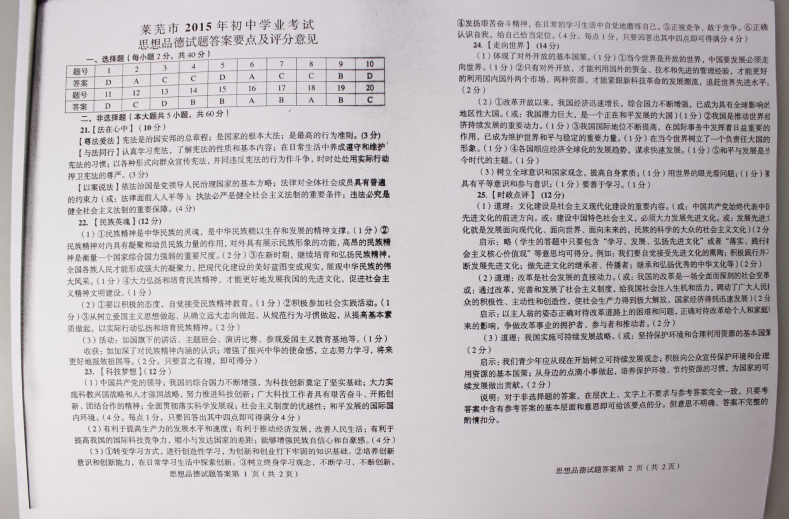 莱芜市 2015 年初中学业考试
思想品德试题答案要点及评分意见
一、选择题(每小题 2 分，共 40 分)
题号 1 2 3 4 5 6 7 8 9 10
答案 D A C C D A C C B D
题号 11 12 13 14 15 16 17 18 19 20
答案 D C D B B A B A B C
二、非选择题（本大题共 5 小题，共 60 分）
21.【法在心中】(10 分)
【尊法爱法】宪法是治国安邦的总章程；是国家的根本大法；是最高的行为准则。(3 分)
【与法同行】认真学习宪法，了解宪法的性质和基本内容；在日常生活中养成遵守和维护
宪法的习惯；以各种形式向群众宣传宪法，并同违反宪法的行为作斗争，时时处处用实际行动
捍卫宪法的尊严。(3 分)
【以案说法】依法治国是党领导人民治理国家的基本方略；法律对全体社会成员具有普遍
的约束力（或：法律面前人人平等）；执法必严是健全社会主义法制的重要条件；违法必究是
健全社会主义法制的重要保障。(4 分)
22.【民族英魂】(12 分)
（1）①民族精神是中华民族的灵魂，是中华民族赖以生存和发展的精神支撑。(1 分) ②
民族精神对内具有凝聚和动员民族力量的作用，对外具有展示民族形象的功能，高昂的民族精
神是衡量一个国家综合国力强弱的重要尺度。(2 分) ③在新时期，继续培育和弘扬民族精神，
全国各族人民才能形成强大的凝聚力，把现代化建设的美好蓝图变成现实，展现中华民族的伟
大风采。(1 分) ④大力弘扬和培育民族精神，才能更好地发展我国的先进文化，促进社会主
义精神文明建设。(1 分)
（2）①要以积极的态度，自觉接受民族精神教育。(1 分) ②积极参加社会实践活动。(1
分) ③从树立爱国主义思想做起，从确立远大志向做起，从规范行为习惯做起，从提高基本素
质做起，以实际行动弘扬和培育民族精神。(2 分)
（3）活动：如国旗下的讲话、主题班会、演讲比赛、参观爱国主义教育基地等。(1 分)
收获：如加深了对民族精神内涵的认识；增强了振兴中华的使命感，立志努力学习，将来
更好地报效祖国等。(2 分。只要言之有理，即可得分)
23.【科技梦想】(12 分)
（1）中国共产党的领导；我国的综合国力不断增强，为科技创新奠定了坚实基础；大力实
施科教兴国战略和人才强国战略，努力推进科技创新；广大科技工作者具有艰苦奋斗、开拓创
新、团结合作的精神；全面贯彻落实科学发展观；社会主义制度的优越性；和平发展的国际国
内环境。(4 分。每点 1 分，只要回答出其中四点即可得满分 4 分)
（2）有利于提高生产力的发展水平和速度；有利于推动经济发展，改善人民生活；有利于
提高我国的国际科技竞争力，缩小与发达国家的差距；能够增强民族自信心和自豪感。(4 分)
（3）①转变学习方式，进行创造性学习，为创新和创业打下牢固的知识基础。②培养创新
意识和创新能力，在日常学习生活中探索创新。③树立终身学习观念，不断学习，不断创新。
思想品德试题答案第 1 页（共 2 页）
④发扬艰苦奋斗精神，在日常的学习生活中自觉地磨练自己。⑤正视竞争，敢于竞争。⑥正确
认识自我，给自己恰当定位。(4 分。每点 1 分，只要回答出其中四点即可得满分 4 分)
24.【走向世界】(14 分)
（1）体现了对外开放的基本国策。(1 分) ①当今世界是开放的世界，中国要发展必须走
向世界。(1 分) ②只有对外开放，才能利用国外的资金、技术和先进的管理经验，才能更好
的利用国内国外两个市场、两种资源，才能紧跟新科技革命的发展潮流，追赶世界先进水平。
(2 分)
（2）①改革开放以来，我国经济迅速增长，综合国力不断增强，已成为具有全球影响的
地区性大国。(或：我国潜力巨大，是一个正在和平发展的大国)(1 分) ②我国是推动世界经
济持续发展的重要动力。(1 分) ③我国国际地位不断提高，在国际事务中发挥着日益重要的
作用，已成为维护世界和平与稳定的重要力量。(1 分) 在当今世界树立了一个负责任大国的
形象。(1 分) ④各国顺应经济全球化的发展趋势，谋求快速发展。(1 分) ⑤和平与发展是当
今时代的主题。(1 分)
（3）树立全球意识和国家观念，提高自身素质；(1 分) 用世界的眼光看问题；(1 分)
具有平等意识和参与意识；(1 分) 要善于学习。(1 分)
25.【时政点评】(12 分)
（1）道理：文化建设是社会主义现代化建设的重要内容。(或：中国共产党始终代表中国
先进文化的前进方向；或：建设中国特色社会主义，必须大力发展先进文化。或：发展先进文
化就是发展面向现代化、面向世界、面向未来的，民族的科学的大众的社会主义文化)(2 分)
启示：略（学生的答题中只要包含“学习、发展、弘扬先进文化”或者“落实、践行社
会主义核心价值观”等意思均可得分。例如：我们要自觉接受先进文化的熏陶；积极践行并不
断发展先进文化；做先进文化的继承者、传播者；继承和弘扬优秀的中华文化等)(2 分)
（2）道理：改革是社会发展的直接动力。(或：我国的改革是一场全面而深刻的社会变革
或：通过改革，完善和发展了社会主义制度，给我国社会注入生机和活力，调动了广大人民群
众的积极性、主动性和创造性，使社会生产力得到极大解放，国家经济得到迅速发展)(2 分)
启示：以主人翁的姿态正确对待改革道路上的困难和问题，正确对待改革给个人和家庭带
来的影响，争做改革事业的拥护者、参与者和推动者。(2 分)
（3）道理：我国实施可持续发展战略。(或：坚持环境保护和合理利用资源的基本国策)
(2 分)
启示：我们青少年应从现在开始树立可持续发展观念；积极向公众宣传保护环境和合理
用资源的基本国策；从身边的点滴小事做起，培养保护环境、节约资源的习惯，为国家的可
续发展做出贡献。(2 分)
说明：对于非选择题的答案，在层次上、文字上不要求与参考答案完全一致，只要考
答案中含有参考答案的基本层面和意思即可给该要点的分。但意思不明确、答案不完整的
酌情扣分。
思想品德试题答案第 2 页（共 2 页）